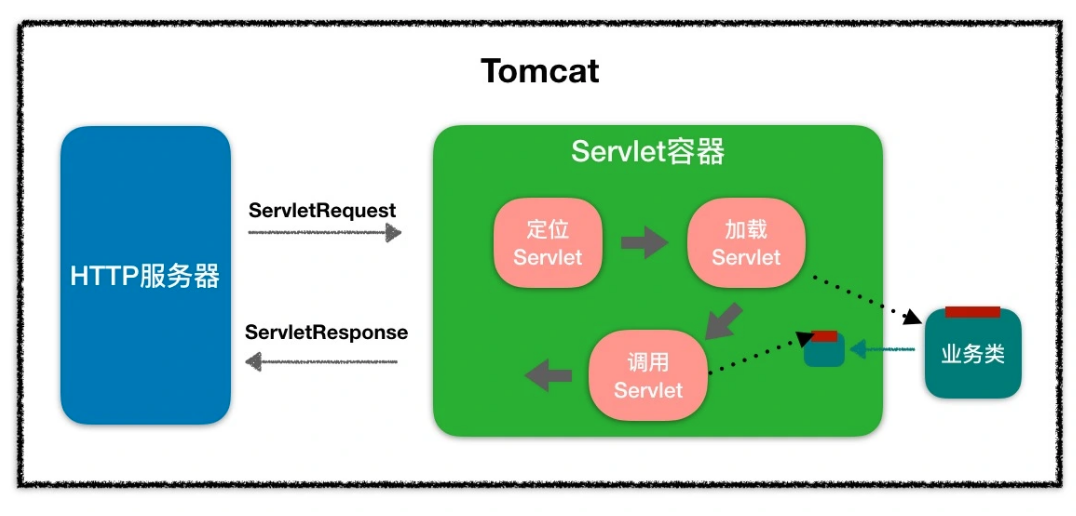 Tomcat
Servlet容器
ServletRequest
定位
Servlet
加载
Servlet
HTTP服务器
ServletResponse
调用
Servlet
业务类